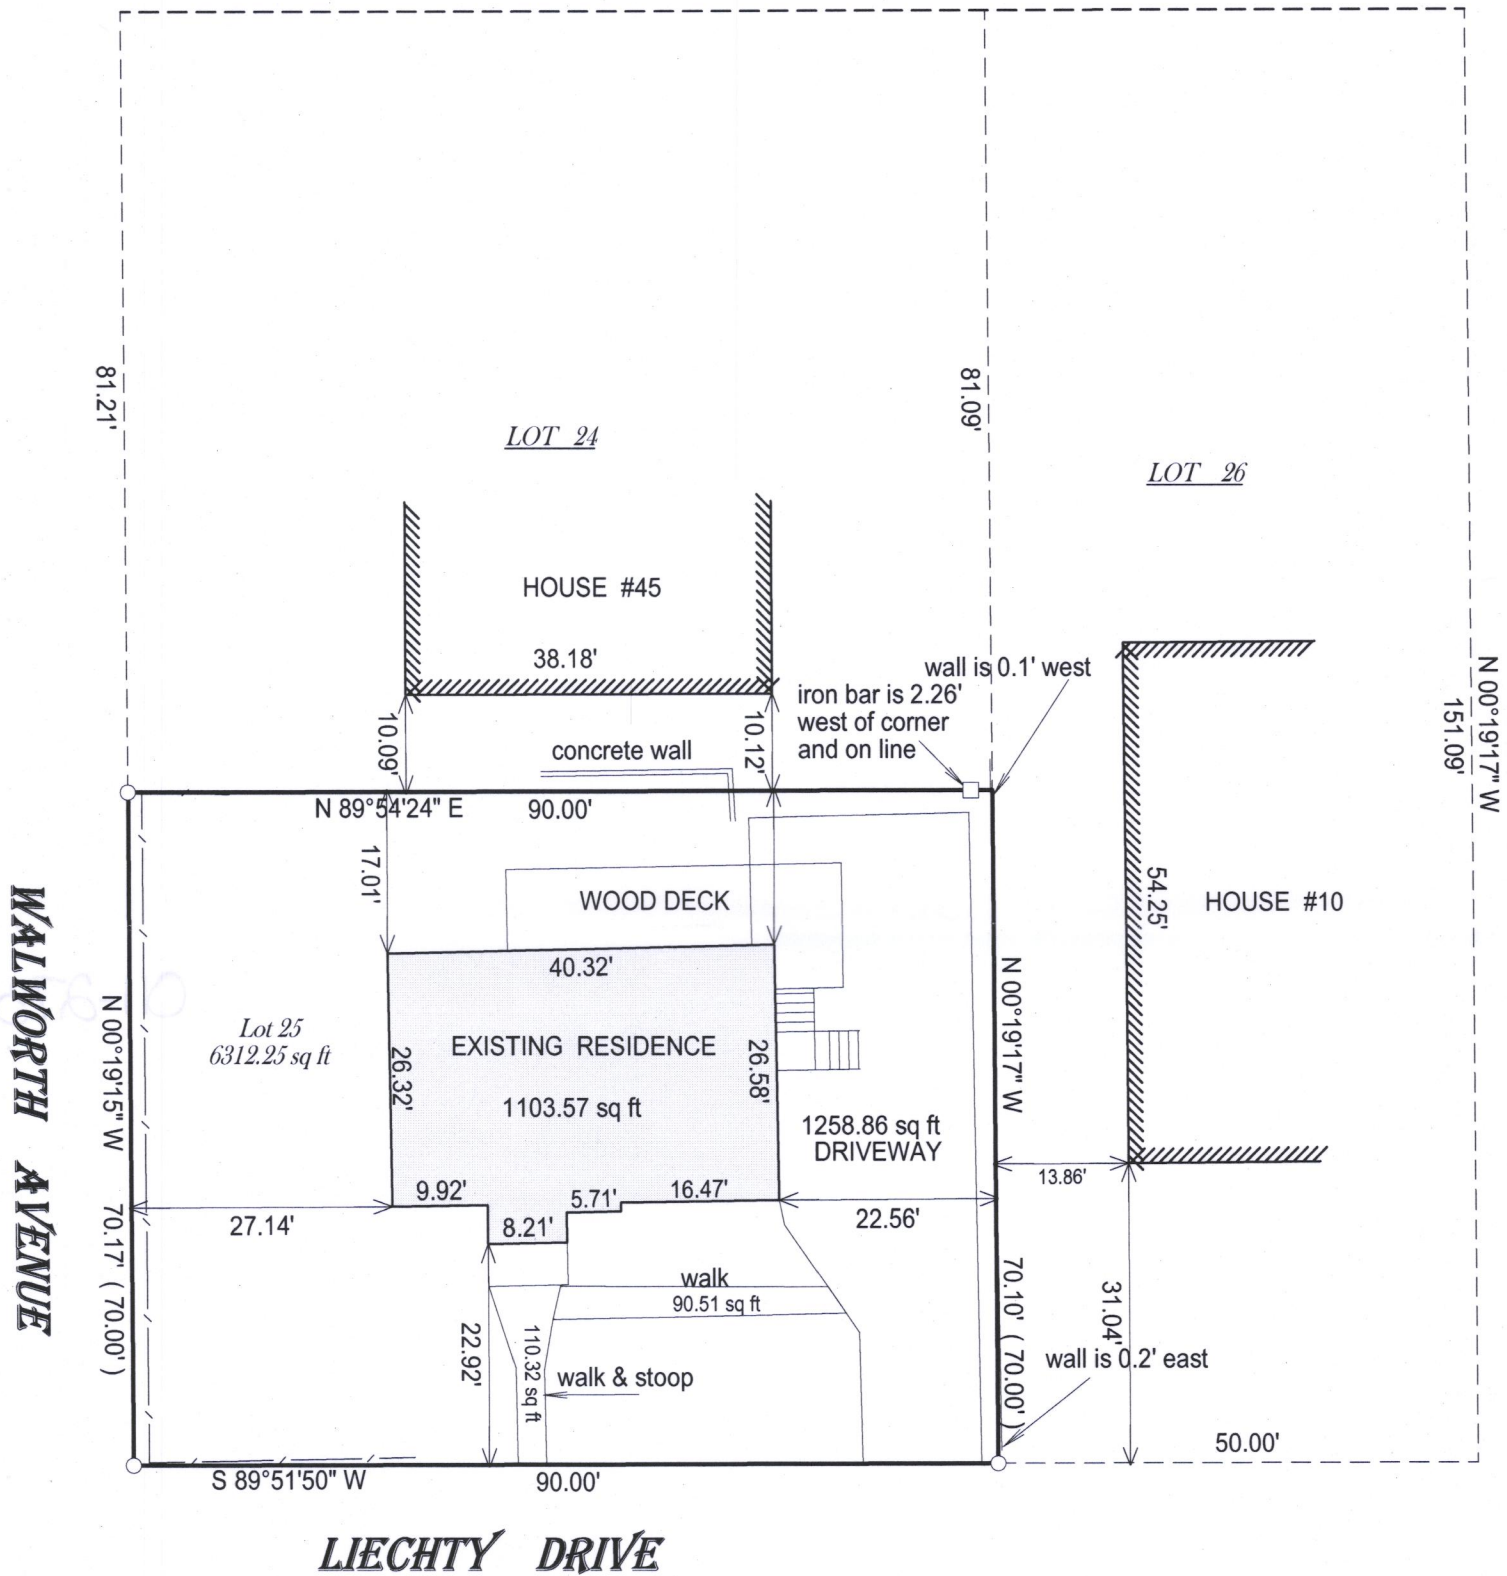 81.21'
81.09'
LOT 24
LOT 26
HOUSE #45
38.18'
wall is 0.1' west
iron bar is 2.26'
west of corner
and on line
10.09'
10.12'
concrete wall
N 00°19'17" W
151.09'
N 89°54'24" E
90.00'
17.01'
WOOD DECK
54.25'
HOUSE #10
40.32'
WALWORTH AVENUE
N 00°19'15" W
70.17' ( 70.00' )
Lot 25
6312.25 sq ft
26.32'
EXISTING RESIDENCE
1103.57 sq ft
26.58'
N 00°19'17" W
70.10' ( 70.00' )
1258.86 sq ft
DRIVEWAY
13.86'
9.92'
5.71'
16.47'
27.14'
8.21'
22.56'
walk
90.51 sq ft
22.92'
110.32 sq ft
walk & stoop
31.04'
wall is 0.2' east
50.00'
S 89°51'50" W
90.00'
LIECHTY DRIVE